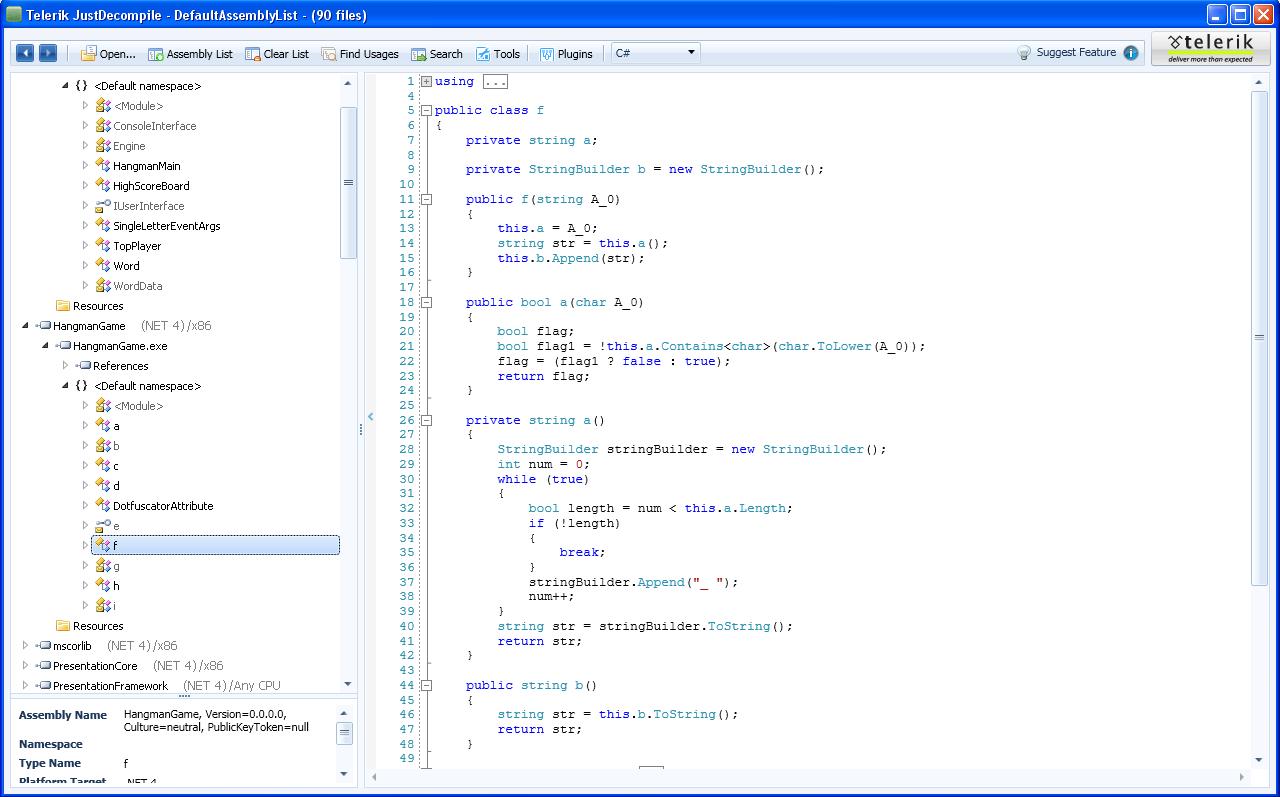 Telerik JustDecompile - DefaultAssemblyList - (90 files)
Open... Assembly List Clear List Find Usages Search Tools Plugins C# Suggest Feature telerik
deliver more than expected
{ } <Default namespace>
<Module>
ConsoleInterface
Engine
HangmanMain
HighScoreBoard
IUserInterface
SingleLetterEventArgs
TopPlayer
Word
WordData
Resources
HangmanGame (NET 4)/x86
HangmanGame.exe
References
{ } <Default namespace>
<Module>
a
b
c
d
DotfuscatorAttribute
e
f
g
h
i
Resources
mscorlib (NET 4)/x86
PresentationCore (NET 4)/x86
PresentationFramework (NET 4)/Any CPU
Assembly Name HangmanGame, Version=0.0.0.0,
Culture=neutral, PublicKeyToken=null
Namespace
Type Name f
Platform Target .NET 4
1 using ...
4
5 public class f
6 {
7 private string a;
8
9 private StringBuilder b = new StringBuilder();
10
11 public f(string A_0)
12 {
13 this.a = A_0;
14 string str = this.a();
15 this.b.Append(str);
16 }
17
18 public bool a(char A_0)
19 {
20 bool flag;
21 bool flag1 = !this.a.Contains<char>(char.ToLower(A_0));
22 flag = (flag1 ? false : true);
23 return flag;
24 }
25
26 private string a()
27 {
28 StringBuilder stringBuilder = new StringBuilder();
29 int num = 0;
30 while (true)
31 {
32 bool length = num < this.a.Length;
33 if (!length)
34 {
35 break;
36 }
37 stringBuilder.Append("_ ");
38 num++;
39 }
40 string str = stringBuilder.ToString();
41 return str;
42 }
43
44 public string b()
45 {
46 string str = this.b.ToString();
47 return str;
48 }
49